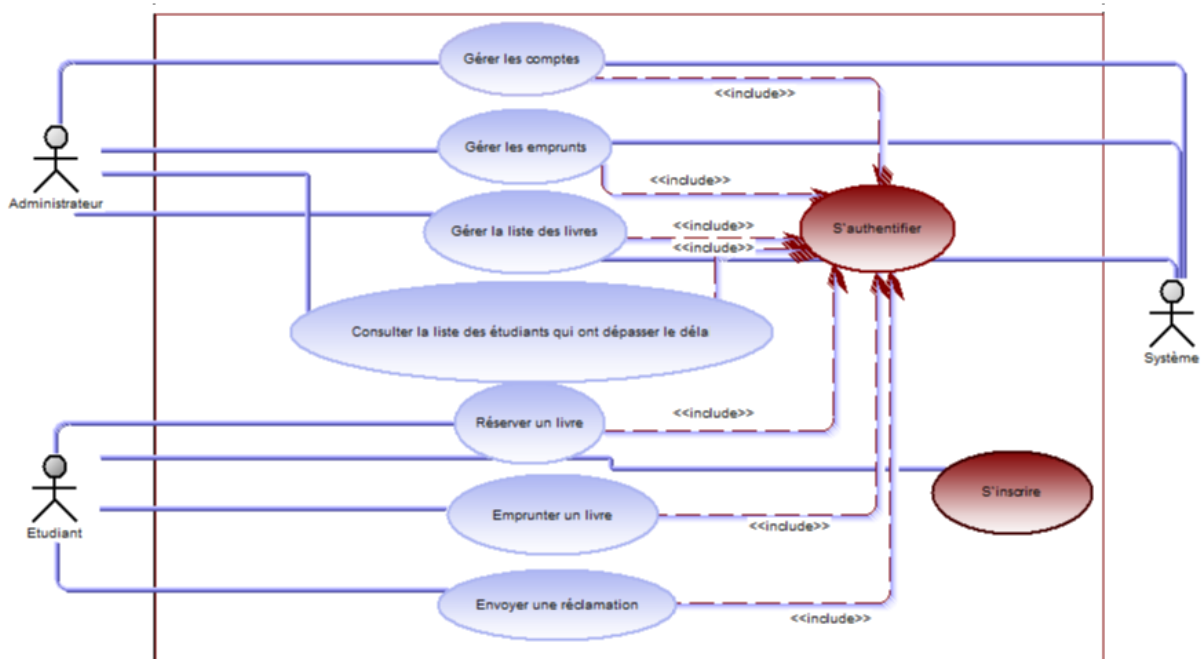 Gérer les comptes
<<include>>
Gérer les emprunts
<<include>>
Administrateur
Gérer la liste des livres
<<include>>
<<include>>
S'authentifier
Consulter la liste des étudiants qui ont dépasser le déla
Système
Réserver un livre
<<include>>
S'inscrire
Emprunter un livre
<<include>>
Etudiant
Envoyer une réclamation
<<include>>